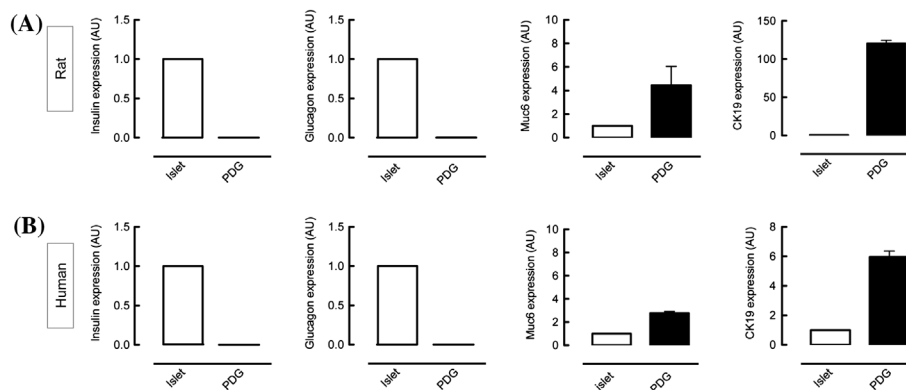 (A)
Rat
Insulin expression (AU)
1.5
1.0
0.5
0.0
Islet
PDG
Glucagon expression (AU)
1.5
1.0
0.5
0.0
Islet
PDG
Muc6 expression (AU)
10
8
6
4
2
0
Islet
PDG
CK19 expression (AU)
150
100
50
0
Islet
PDG
(B)
Human
Insulin expression (AU)
1.5
1.0
0.5
0.0
Islet
PDG
Glucagon expression (AU)
1.5
1.0
0.5
0.0
Islet
PDG
Muc6 expression (AU)
10
8
6
4
2
0
islet
PDG
CK19 expression (AU)
8
6
4
2
0
Islet
PDG